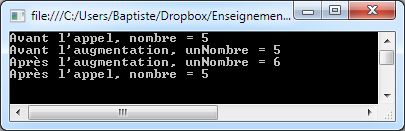 file:///C:/Users/Baptiste/Dropbox/Enseignemen...
Avant l'appel, nombre = 5
Avant l'augmentation, unNombre = 5
Après l'augmentation, unNombre = 6
Après l'appel, nombre = 5